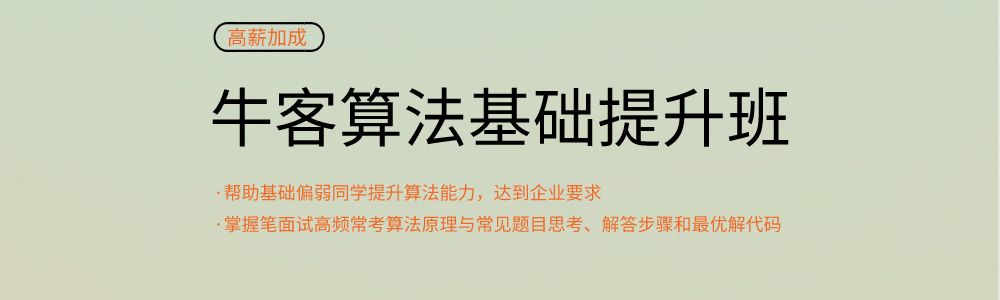 高薪加成
牛客算法基础提升班
·帮助基础偏弱同学提升算法能力，达到企业要求
·掌握笔面试高频常考算法原理与常见题目思考、解答步骤和最优解代码